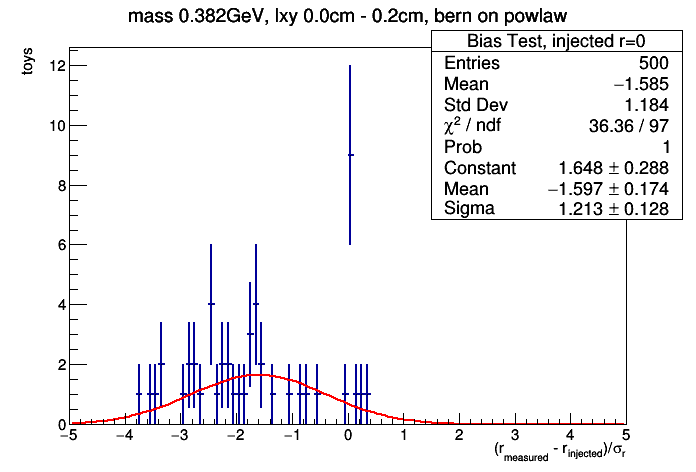 mass 0.382GeV, lxy 0.0cm - 0.2cm, bern on powlaw
Bias Test, injected r=0
Entries 500
Mean −1.585
Std Dev 1.184
χ² / ndf 36.36 / 97
Prob 1
Constant 1.648 ± 0.288
Mean −1.597 ± 0.174
Sigma 1.213 ± 0.128
toys
12
10
8
6
4
2
0
−5 −4 −3 −2 −1 0 1 2 3 4 5
(r_measured - r_injected)/σ_r